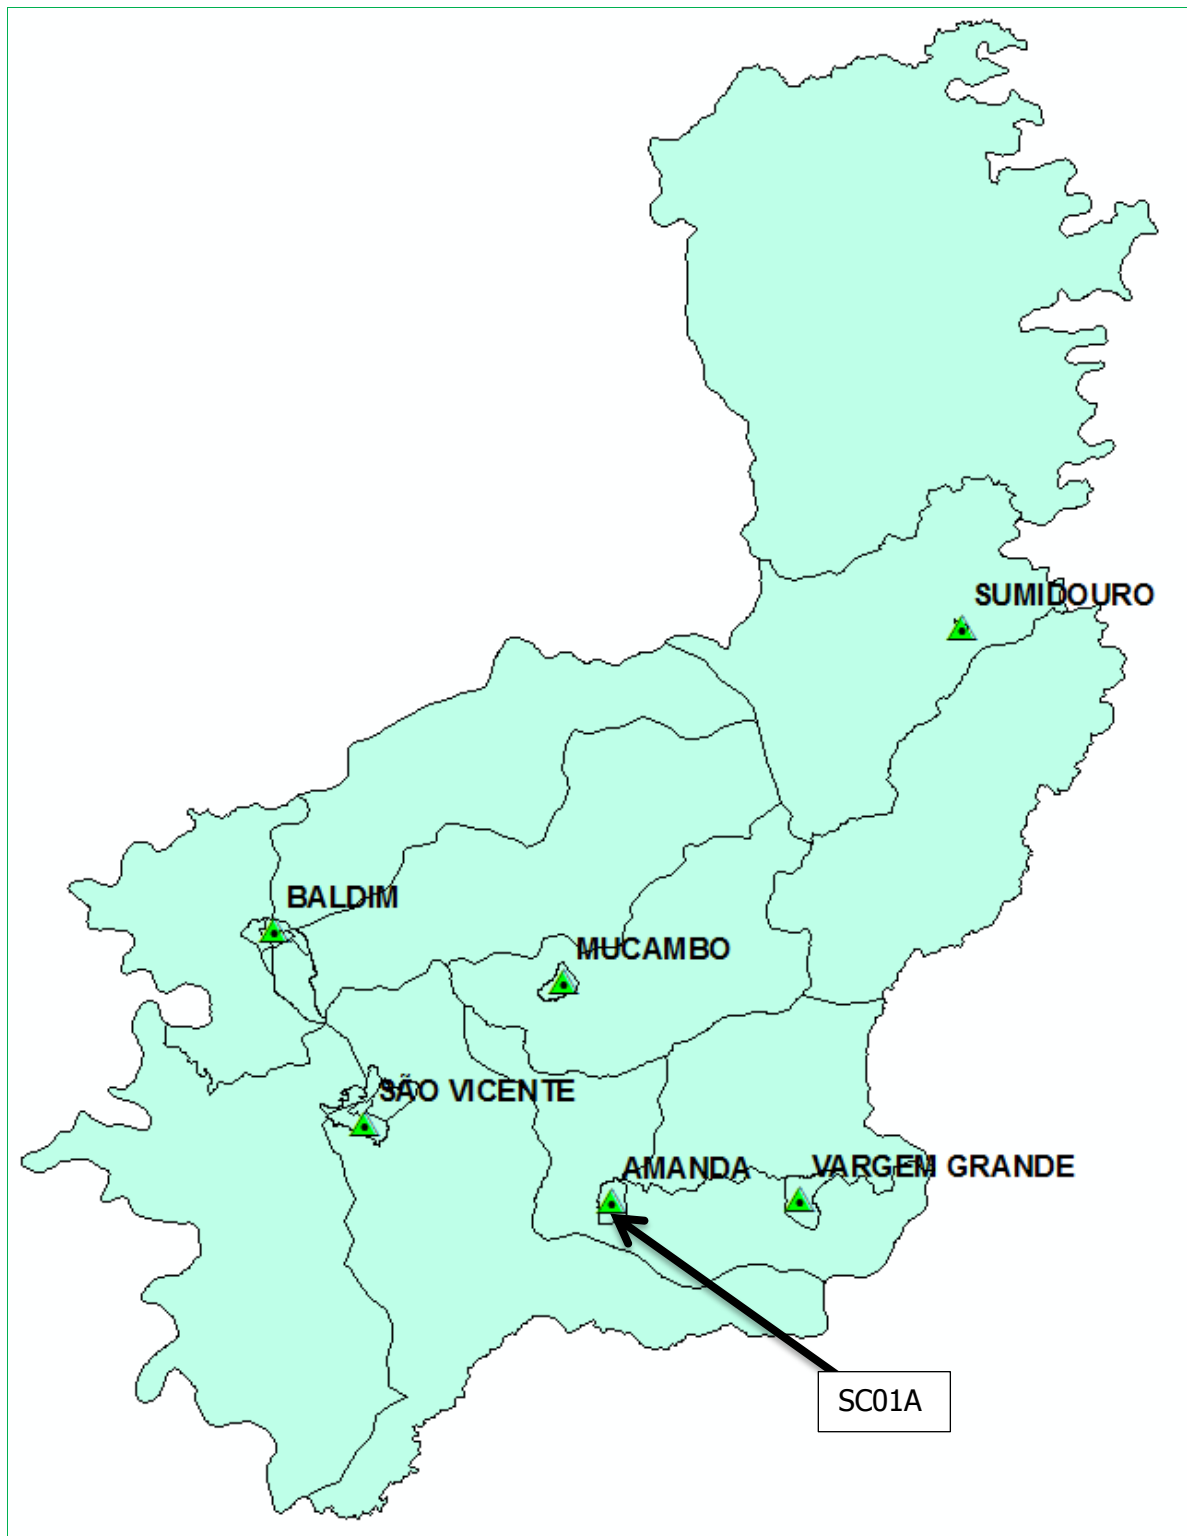 SUMIDOURO
BALDIM
MUCAMBO
SÃO VICENTE
AMANDA
VARGEM GRANDE
SC01A